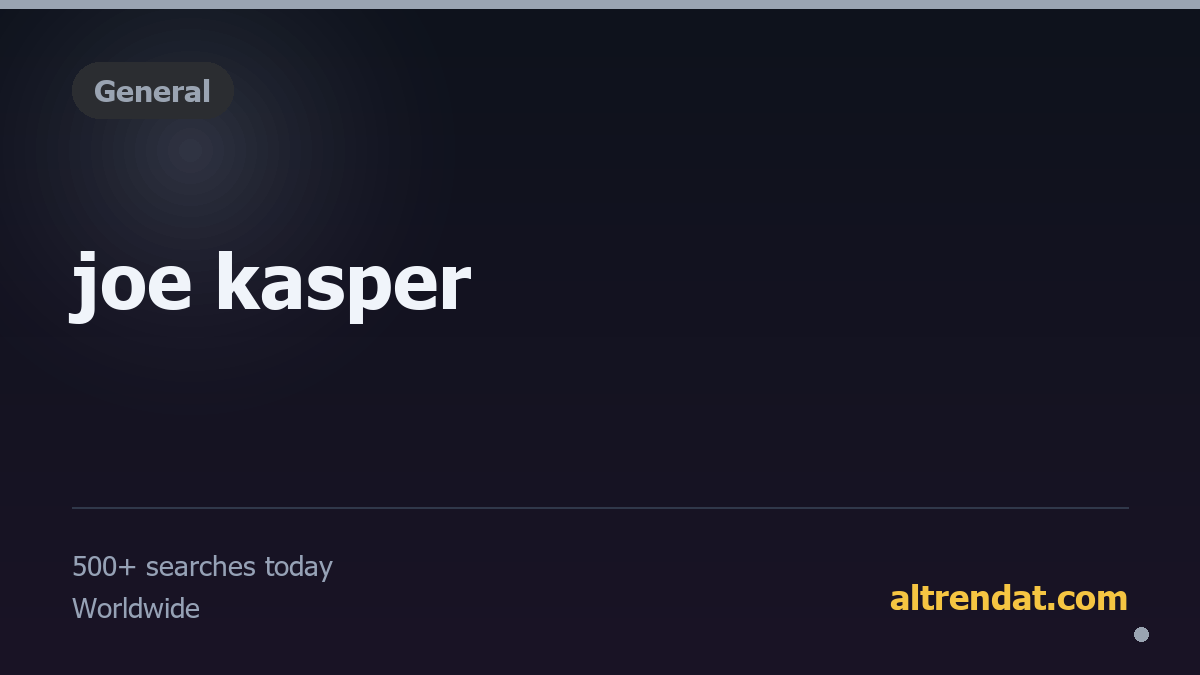 General
joe kasper
500+ searches today
Worldwide
altrendat.com